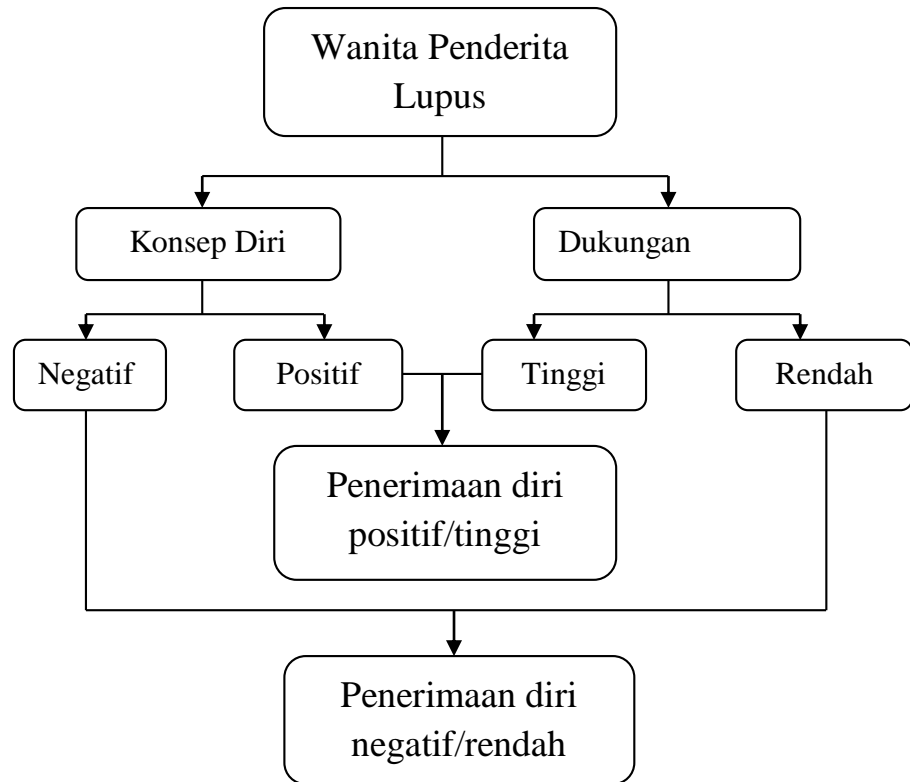 Wanita Penderita
Lupus
Konsep Diri
Dukungan
Negatif
Positif
Tinggi
Rendah
Penerimaan diri
positif/tinggi
Penerimaan diri
negatif/rendah